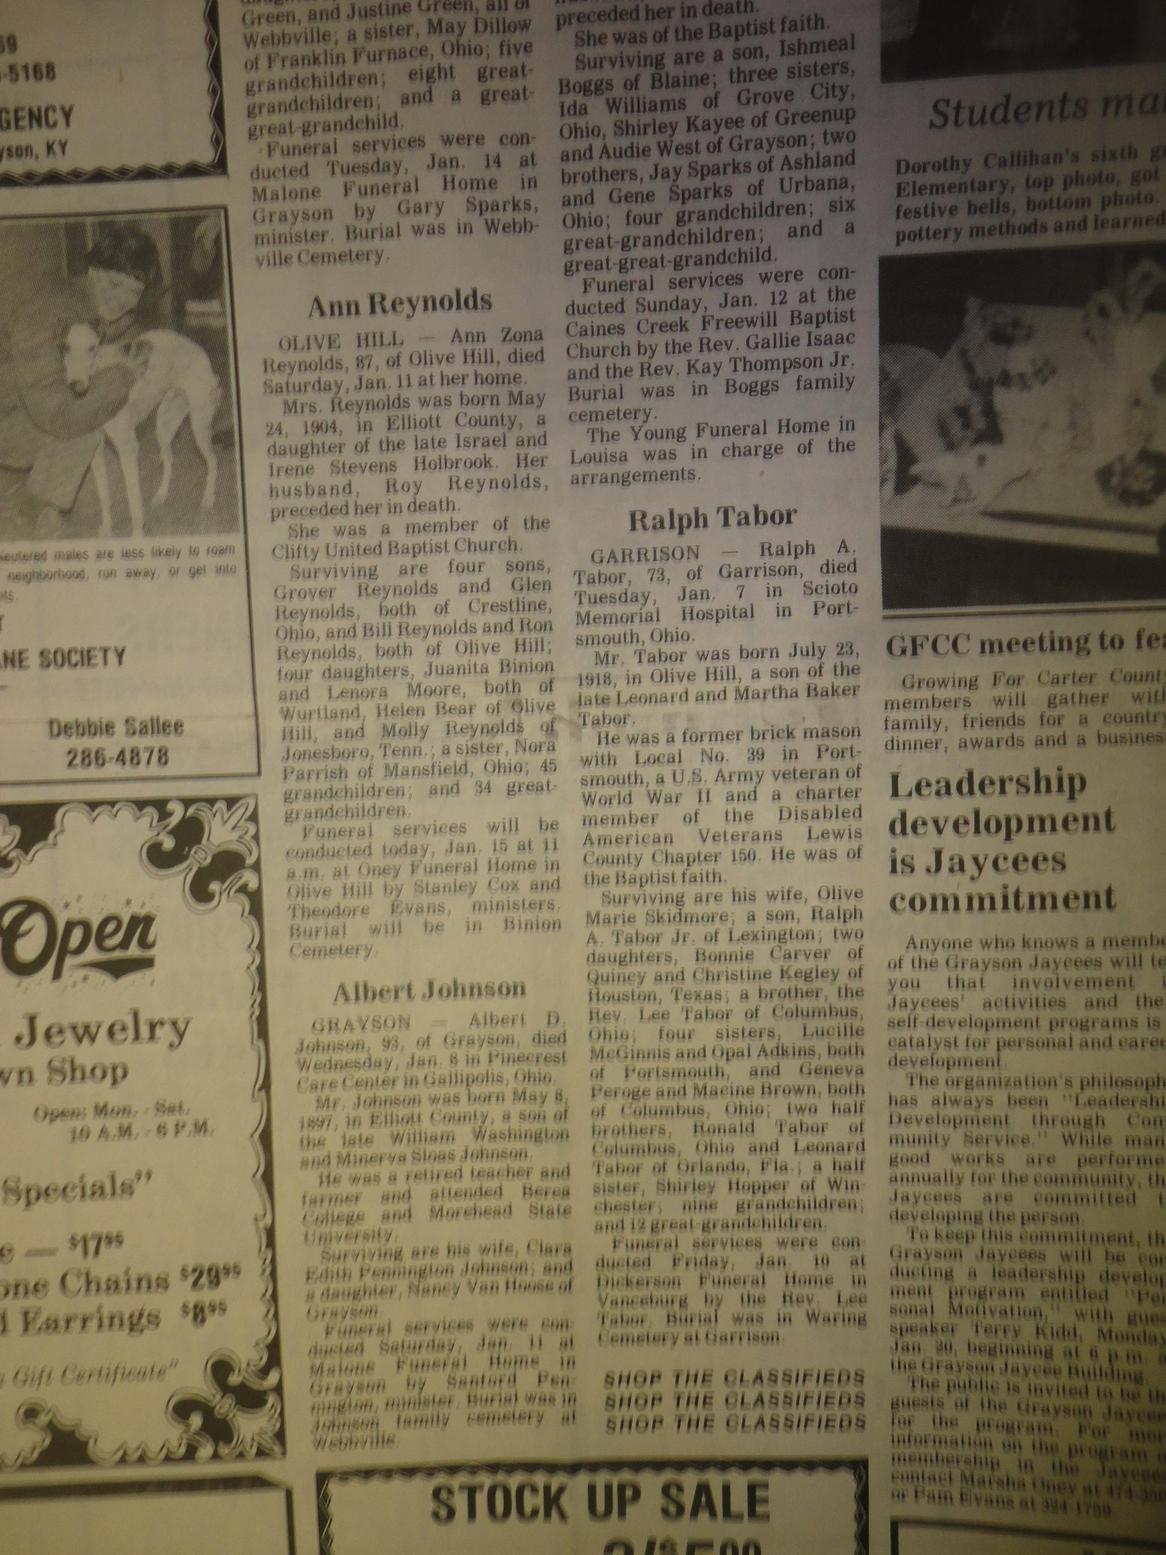 69
-5168
GENCY
yson, KY
eutered males are less likely to roam
neighborhood, run away, or get into
ANE SOCIETY
Debbie Sallee
286-4878
Open
Jewelry
wn Shop
Open: Mon. - Sat.
10 A.M. - 6 P.M.
Specials"
e — $17⁹⁵
one Chains $29⁹⁵
d Earrings $8⁹⁵
Gift Certificate"
Green, and Justine Green, all of
Webbville; a sister, May Dillow
of Franklin Furnace, Ohio; five
grandchildren; eight great-
grandchildren; and a great-
great-grandchild.
Funeral services were con-
ducted Tuesday, Jan. 14 at
Malone Funeral Home in
Grayson by Gary Sparks,
minister. Burial was in Webb-
ville Cemetery.
Ann Reynolds
OLIVE HILL — Ann Zona
Reynolds, 87, of Olive Hill, died
Saturday, Jan. 11 at her home.
Mrs. Reynolds was born May
24, 1904, in Elliott County, a
daughter of the late Israel and
Irene Stevens Holbrook. Her
husband, Roy Reynolds,
preceded her in death.
She was a member of the
Clifty United Baptist Church.
Surviving are four sons,
Grover Reynolds and Glen
Reynolds, both of Crestline,
Ohio, and Bill Reynolds and Ron
Reynolds, both of Olive Hill;
four daughters, Juanita Binion
and Lenora Moore, both of
Wurtland, Helen Bear of Olive
Hill, and Molly Reynolds of
Jonesboro, Tenn.; a sister, Nora
Parrish of Mansfield, Ohio; 45
grandchildren; and 34 great-
grandchildren.
Funeral services will be
conducted today, Jan. 15 at 11
a.m. at Oney Funeral Home in
Olive Hill by Stanley Cox and
Theodore Evans, ministers.
Burial will be in Binion
Cemetery.
Albert Johnson
GRAYSON — Albert D.
Johnson, 93, of Grayson, died
Wednesday, Jan. 8 in Pinecrest
Care Center in Gallipolis, Ohio.
Mr. Johnson was born May 8,
1897, in Elliott County, a son of
the late William Washington
and Minerva Sloas Johnson.
He was a retired teacher and
farmer and attended Berea
College and Morehead State
University.
Surviving are his wife, Clara
Edith Pennington Johnson; and
a daughter, Nancy Van Hoose of
Grayson.
Funeral services were con-
ducted Saturday, Jan. 11 at
Malone Funeral Home in
Grayson by Sanford Pen-
nington, minister. Burial was in
Johnson family cemetery at
Webbville.
preceded her in death.
She was of the Baptist faith.
Surviving are a son, Ishmeal
Boggs of Blaine; three sisters,
Ida Williams of Grove City,
Ohio, Shirley Kayee of Greenup
and Audie West of Grayson; two
brothers, Jay Sparks of Ashland
and Gene Sparks of Urbana,
Ohio; four grandchildren; six
great-grandchildren; and a
great-great-grandchild.
Funeral services were con-
ducted Sunday, Jan. 12 at the
Caines Creek Freewill Baptist
Church by the Rev. Gallie Isaac
and the Rev. Kay Thompson Jr.
Burial was in Boggs family
cemetery.
The Young Funeral Home in
Louisa was in charge of the
arrangements.
Ralph Tabor
GARRISON — Ralph A.
Tabor, 73, of Garrison, died
Tuesday, Jan. 7 in Scioto
Memorial Hospital in Port-
smouth, Ohio.
Mr. Tabor was born July 23,
1918, in Olive Hill, a son of the
late Leonard and Martha Baker
Tabor.
He was a former brick mason
with Local No. 39 in Port-
smouth, a U.S. Army veteran of
World War II and a charter
member of the Disabled
American Veterans Lewis
County Chapter 150. He was of
the Baptist faith.
Surviving are his wife, Olive
Marie Skidmore; a son, Ralph
A. Tabor Jr. of Lexington; two
daughters, Bonnie Carver of
Quincy and Christine Kegley of
Houston, Texas; a brother, the
Rev. Lee Tabor of Columbus,
Ohio; four sisters, Lucille
McGinnis and Opal Adkins, both
of Portsmouth, and Geneva
Peroge and Macine Brown, both
of Columbus, Ohio; two half
brothers, Ronald Tabor of
Columbus, Ohio and Leonard
Tabor of Orlando, Fla.; a half
sister, Shirley Hopper of Win-
chester; nine grandchildren;
and 12 great-grandchildren.
Funeral services were con-
ducted Friday, Jan. 10 at
Dickerson Funeral Home in
Vanceburg by the Rev. Lee
Tabor. Burial was in Waring
Cemetery at Garrison.
SHOP THE CLASSIFIEDS
SHOP THE CLASSIFIEDS
SHOP THE CLASSIFIEDS
STOCK UP SALE
Students ma
Dorothy Callihan's sixth g
Elementary, top photo, got
festive bells, bottom photo.
pottery methods and learned
GFCC meeting to fea
Growing For Carter County
members will gather with
family, friends for a country
dinner, awards and a business
Leadership
development
is Jaycees
commitment
Anyone who knows a membe
of the Grayson Jaycees will te
you that involvement i
Jaycees' activities and the
self-development programs is
catalyst for personal and caree
development.
The organization's philosoph
has always been "Leadershi
Development through Com
munity Service." While man
good works are performe
annually for the community, th
Jaycees are committed t
developing the person.
To keep this commitment, th
Grayson Jaycees will be con
ducting a leadership develop
ment program entitled "Per
sonal Motivation," with gues
speaker Terry Kidd, Monday
Jan. 20, beginning at 6 p.m. a
the Grayson Jaycee Building.
The public is invited to be th
guests of the Grayson Jaycee
for the program. For mor
information on the program o
membership in the Jaycee
contact Marsha Oney at 474-
or Pam Evans at